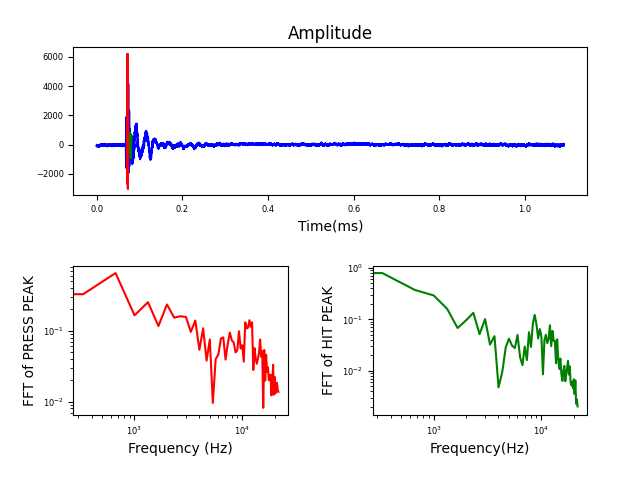 Amplitude
6000
4000
2000
0
−2000
0.0 0.2 0.4 0.6 0.8 1.0
Time(ms)
FFT of PRESS PEAK
10⁻¹
10⁻²
10³ 10⁴
Frequency (Hz)
FFT of HIT PEAK
10⁰
10⁻¹
10⁻²
10³ 10⁴
Frequency(Hz)